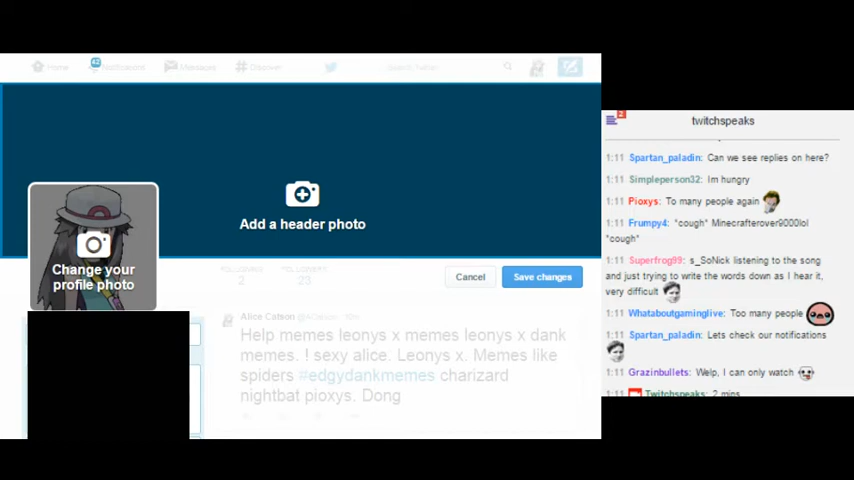 Home
Notifications
Messages
# Discover
Search Twitter
42
Add a header photo
Change your
profile photo
FOLLOWING
2
FOLLOWERS
23
Cancel
Save changes
Alice Catson
Help memes leonys x memes leonys x dank
memes. ! sexy alice. Leonys x. Memes like
spiders #edgydankmemes charizard
nightbat pioxys. Dong
2
twitchspeaks
1:11 Spartan_paladin: Can we see replies on here?
1:11 Simpleperson32: Im hungry
1:11 Pioxys: To many people again
1:11 Frumpy4: *cough* Minecrafterover9000lol
*cough*
1:11 Superfrog99: s_SoNick listening to the song
and just trying to write the words down as I hear it,
very difficult
1:11 Whataboutgaminglive: Too many people
1:11 Spartan_paladin: Lets check our notifications
1:11 Grazinbullets: Welp, I can only watch
1:11 Twitchspeaks: 2 mins